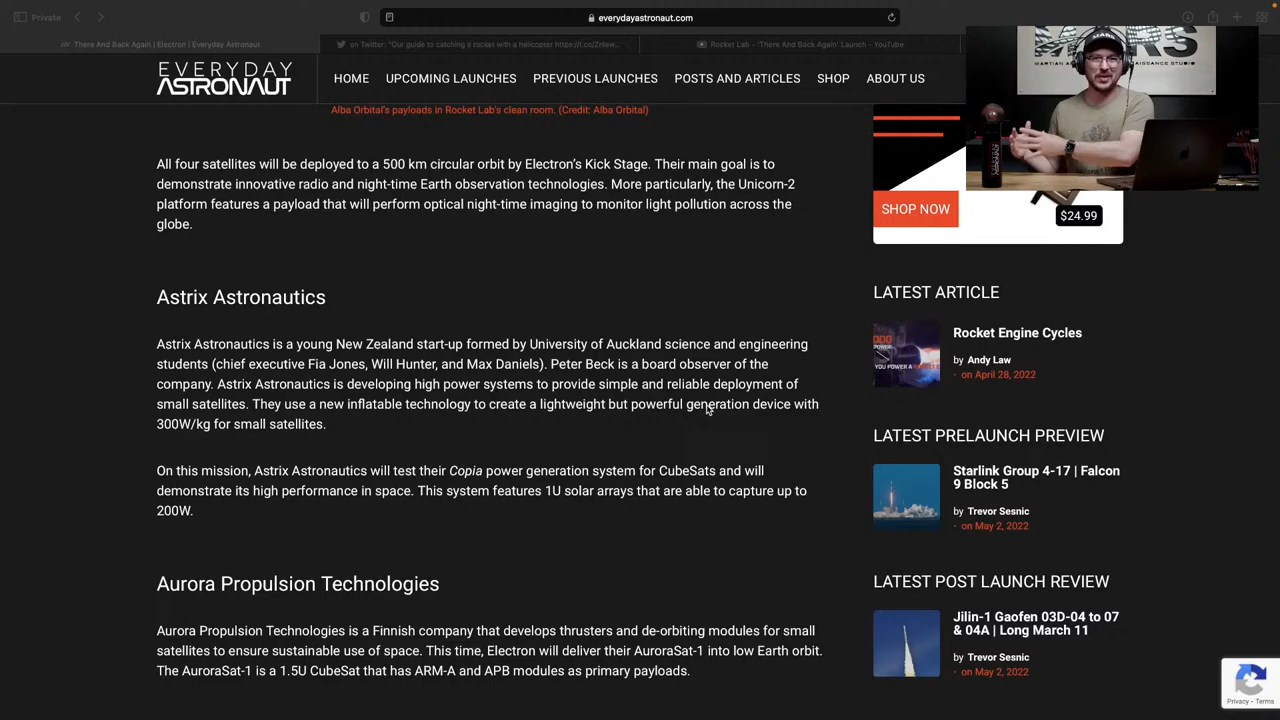 Private
everydayastronaut.com
There And Back Again | Electron | Everyday Astronaut
on Twitter: "Our guide to catching a rocket with a helicopter
Rocket Lab - 'There And Back Again' Launch - YouTube
EVERYDAY
ASTRONAUT
HOME
UPCOMING LAUNCHES
PREVIOUS LAUNCHES
POSTS AND ARTICLES
SHOP
ABOUT US
Alba Orbital's payloads in Rocket Lab's clean room. (Credit: Alba Orbital)
All four satellites will be deployed to a 500 km circular orbit by Electron's Kick Stage. Their main goal is to
demonstrate innovative radio and night-time Earth observation technologies. More particularly, the Unicorn-2
platform features a payload that will perform optical night-time imaging to monitor light pollution across the
globe.
Astrix Astronautics
Astrix Astronautics is a young New Zealand start-up formed by University of Auckland science and engineering
students (chief executive Fia Jones, Will Hunter, and Max Daniels). Peter Beck is a board observer of the
company. Astrix Astronautics is developing high power systems to provide simple and reliable deployment of
small satellites. They use a new inflatable technology to create a lightweight but powerful generation device with
300W/kg for small satellites.
On this mission, Astrix Astronautics will test their Copia power generation system for CubeSats and will
demonstrate its high performance in space. This system features 1U solar arrays that are able to capture up to
200W.
Aurora Propulsion Technologies
Aurora Propulsion Technologies is a Finnish company that develops thrusters and de-orbiting modules for small
satellites to ensure sustainable use of space. This time, Electron will deliver their AuroraSat-1 into low Earth orbit.
The AuroraSat-1 is a 1.5U CubeSat that has ARM-A and APB modules as primary payloads.
MARS
SHOP NOW
$24.99
LATEST ARTICLE
Rocket Engine Cycles
by Andy Law
· on April 28, 2022
LATEST PRELAUNCH PREVIEW
Starlink Group 4-17 | Falcon
9 Block 5
by Trevor Sesnic
· on May 2, 2022
LATEST POST LAUNCH REVIEW
Jilin-1 Gaofen 03D-04 to 07
& 04A | Long March 11
by Trevor Sesnic
· on May 2, 2022
Privacy - Terms